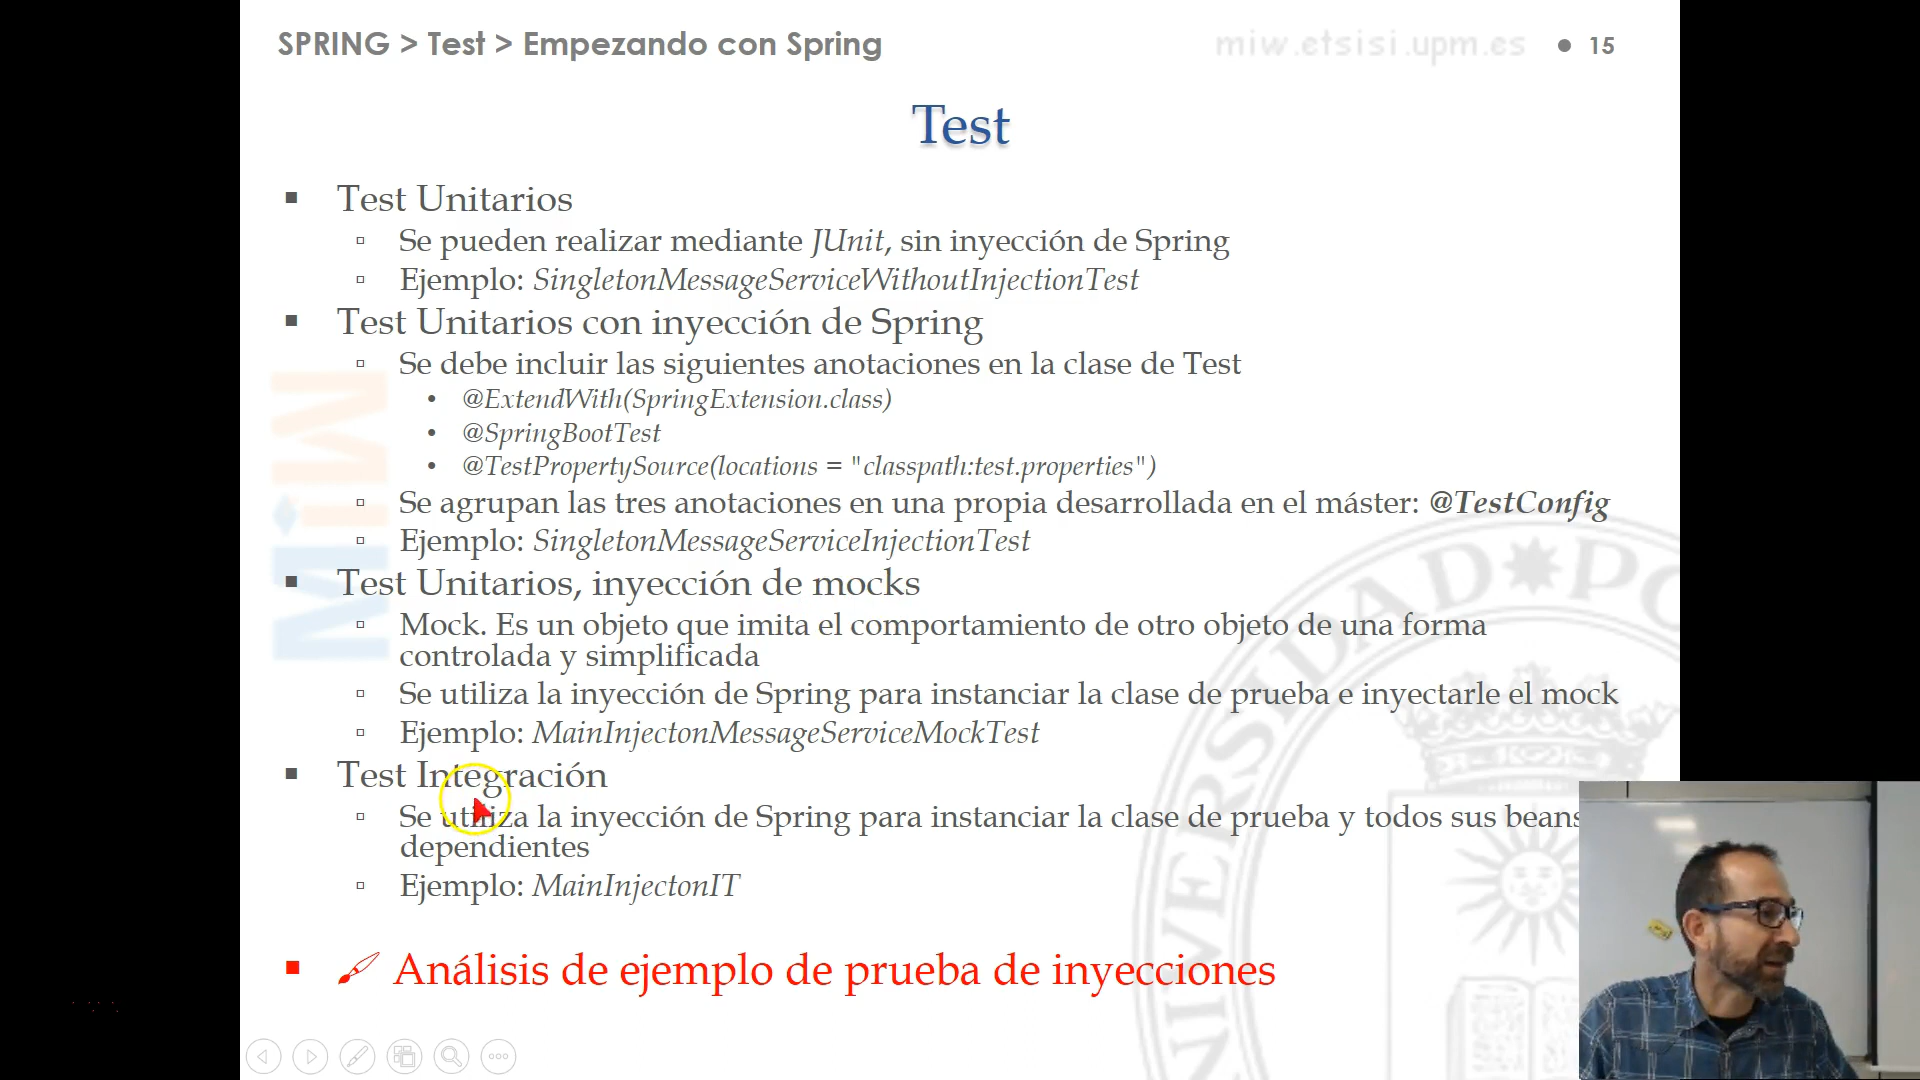 SPRING > Test > Empezando con Spring
miw.etsisi.upm.es ● 15
Test
▪ Test Unitarios
▫ Se pueden realizar mediante JUnit, sin inyección de Spring
▫ Ejemplo: SingletonMessageServiceWithoutInjectionTest
▪ Test Unitarios con inyección de Spring
▫ Se debe incluir las siguientes anotaciones en la clase de Test
• @ExtendWith(SpringExtension.class)
• @SpringBootTest
• @TestPropertySource(locations = "classpath:test.properties")
▫ Se agrupan las tres anotaciones en una propia desarrollada en el máster: @TestConfig
▫ Ejemplo: SingletonMessageServiceInjectionTest
▪ Test Unitarios, inyección de mocks
▫ Mock. Es un objeto que imita el comportamiento de otro objeto de una forma
controlada y simplificada
▫ Se utiliza la inyección de Spring para instanciar la clase de prueba e inyectarle el mock
▫ Ejemplo: MainInjectonMessageServiceMockTest
▪ Test Integración
▫ Se utiliza la inyección de Spring para instanciar la clase de prueba y todos sus beans
dependientes
▫ Ejemplo: MainInjectonIT
▪ Análisis de ejemplo de prueba de inyecciones
MiW
NIVERSIDAD PO